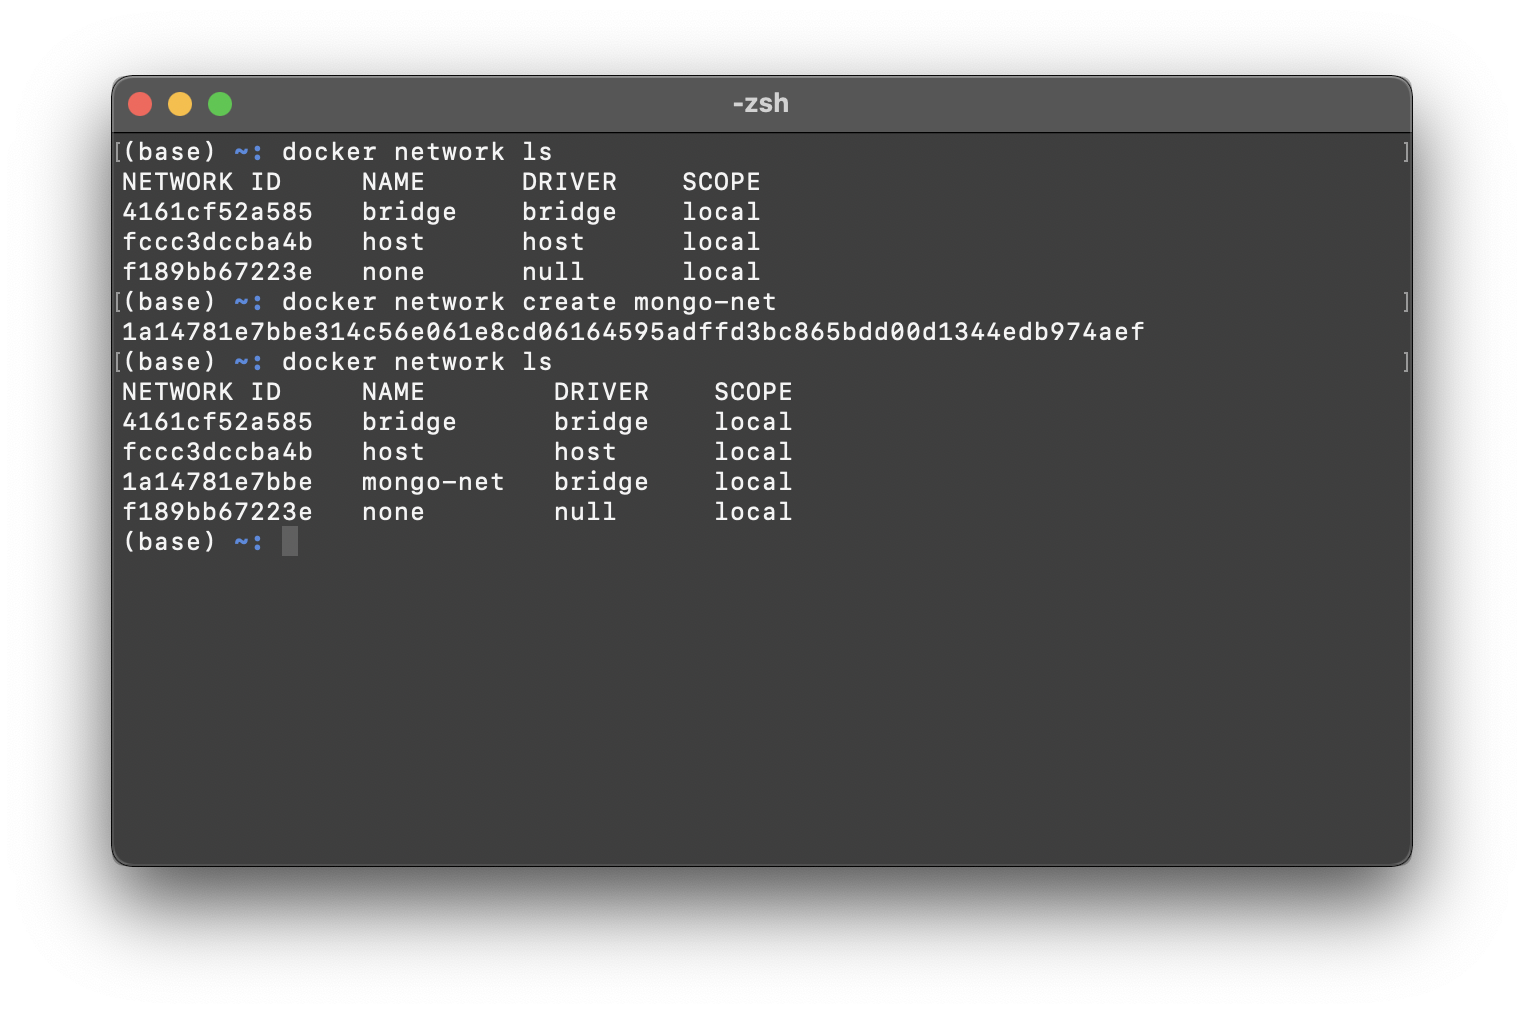 -zsh
[(base) ~: docker network ls ]
NETWORK ID     NAME      DRIVER    SCOPE
4161cf52a585   bridge    bridge    local
fccc3dccba4b   host      host      local
f189bb67223e   none      null      local
[(base) ~: docker network create mongo-net ]
1a14781e7bbe314c56e061e8cd06164595adffd3bc865bdd00d1344edb974aef
[(base) ~: docker network ls ]
NETWORK ID     NAME        DRIVER    SCOPE
4161cf52a585   bridge      bridge    local
fccc3dccba4b   host        host      local
1a14781e7bbe   mongo-net   bridge    local
f189bb67223e   none        null      local
(base) ~: